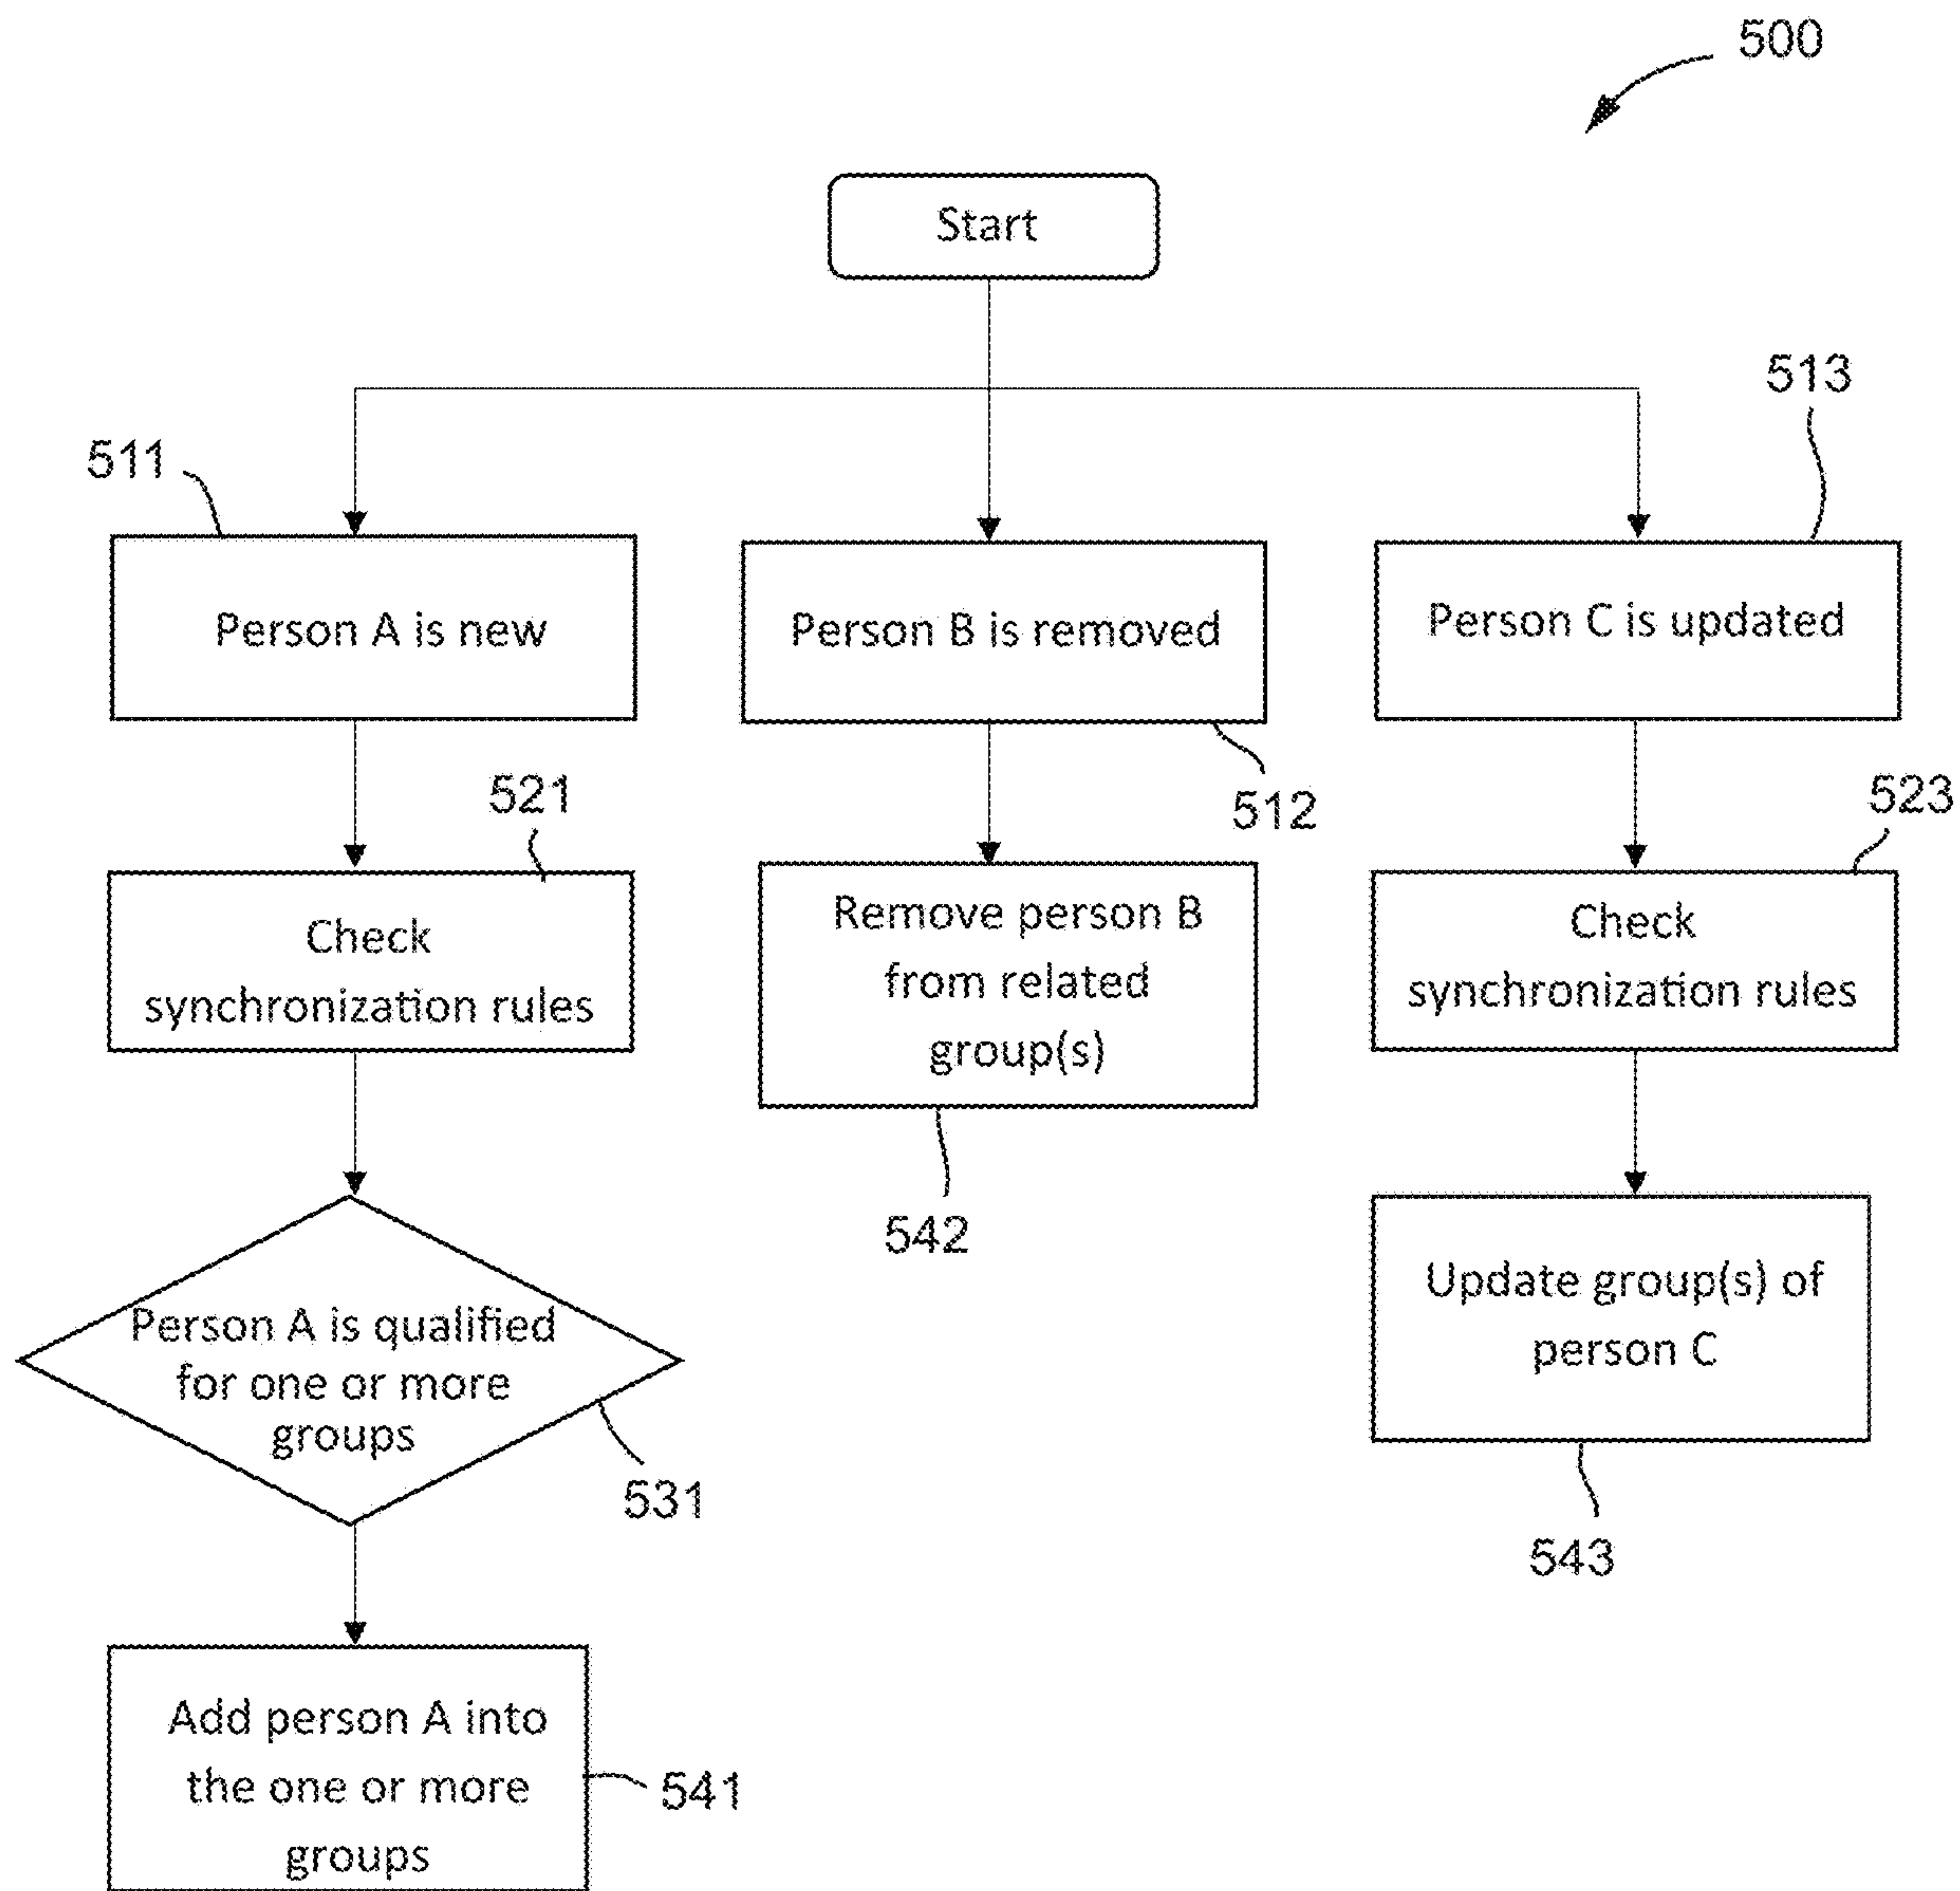 500
Start
513
511
Person A is new
Person B is removed
Person C is updated
521
512
523
Check
synchronization rules
Remove person B
from related
group(s)
Check
synchronization rules
542
Person A is qualified
for one or more
groups
531
Update group(s) of
person C
543
Add person A into
the one or more
groups
541